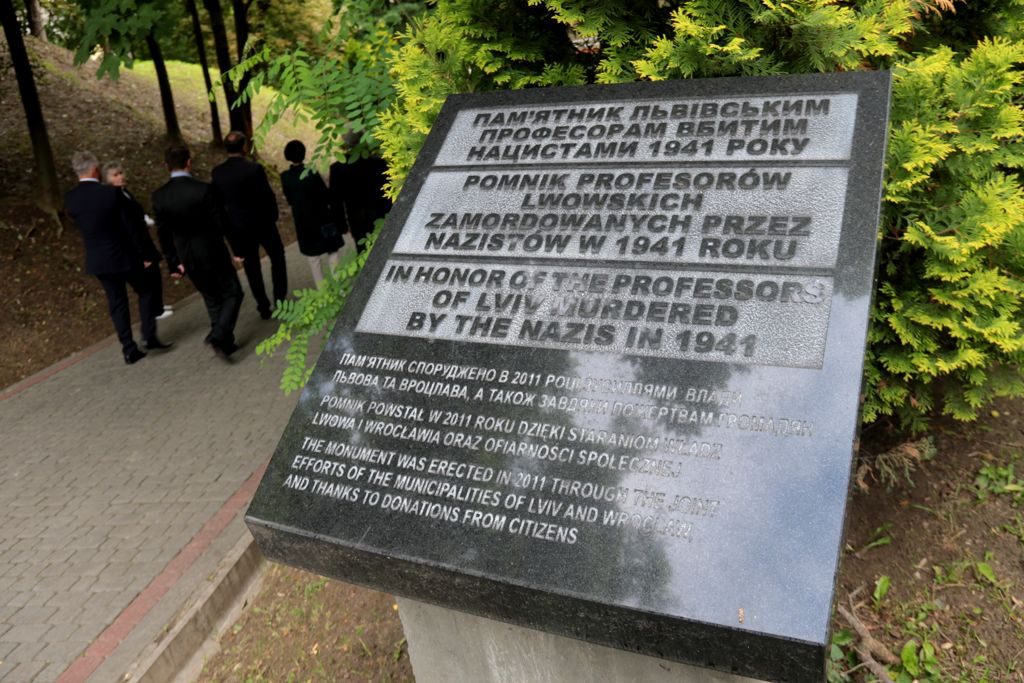 ПАМ'ЯТНИК ЛЬВІВСЬКИМ
ПРОФЕСОРАМ ВБИТИМ
НАЦИСТАМИ 1941 РОКУ
POMNIK PROFESORÓW
LWOWSKICH
ZAMORDOWANYCH PRZEZ
NAZISTÓW W 1941 ROKU
IN HONOR OF THE PROFESSORS
OF LVIV MURDERED
BY THE NAZIS IN 1941
ПАМ'ЯТНИК СПОРУДЖЕНО В 2011 РОЦІ ЗУСИЛЛЯМИ ВЛАДИ
ЛЬВОВА ТА ВРОЦЛАВА, А ТАКОЖ ЗАВДЯКИ ПОЖЕРТВАМ ГРОМАДЯН
POMNIK POWSTAŁ W 2011 ROKU DZIĘKI STARANIOM WŁADZ
LWOWA I WROCŁAWIA ORAZ OFIARNOŚCI SPOŁECZNEJ
THE MONUMENT WAS ERECTED IN 2011 THROUGH THE JOINT
EFFORTS OF THE MUNICIPALITIES OF LVIV AND WROCLAW,
AND THANKS TO DONATIONS FROM CITIZENS